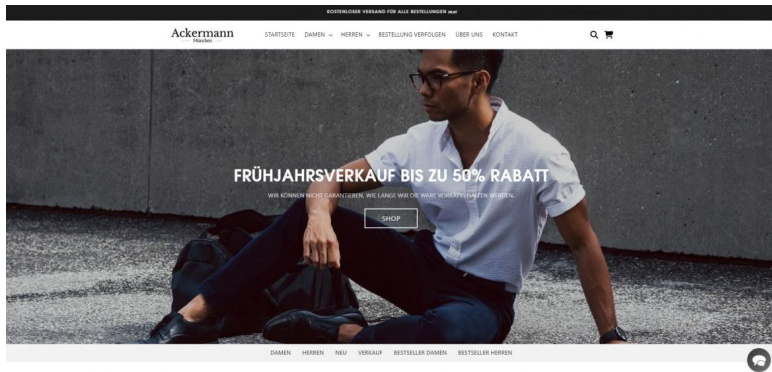 KOSTENLOSER VERSAND FÜR ALLE BESTELLUNGEN
Ackermann
München
STARTSEITE DAMEN HERREN BESTELLUNG VERFOLGEN ÜBER UNS KONTAKT
FRÜHJAHRSVERKAUF BIS ZU 50% RABATT
WIR KÖNNEN NICHT GARANTIEREN, WIE LANGE WIR DIE WARE VORRÄTIG HALTEN WERDEN.
SHOP
DAMEN HERREN NEU VERKAUF BESTSELLER DAMEN BESTSELLER HERREN